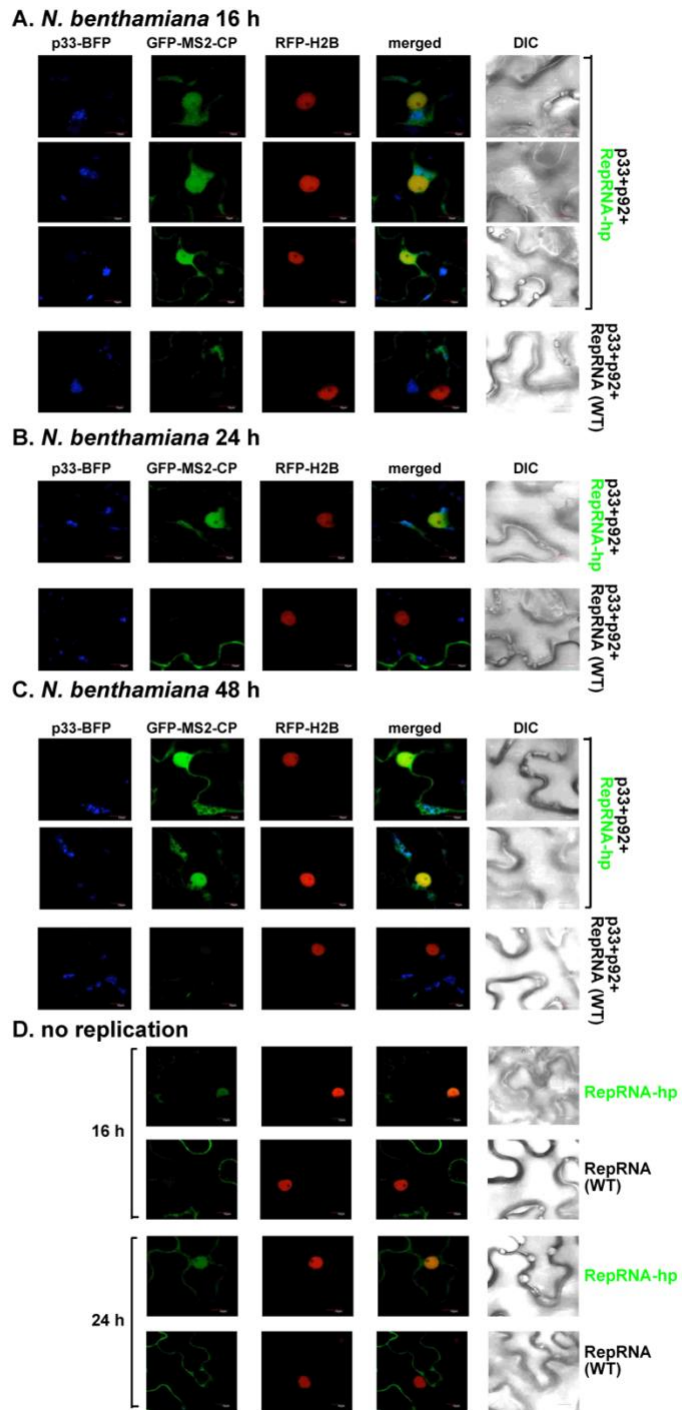 A. N. benthamiana 16 h
p33-BFP GFP-MS2-CP RFP-H2B merged DIC
p33+p92+
RepRNA-hp
p33+p92+
RepRNA (WT)
B. N. benthamiana 24 h
p33-BFP GFP-MS2-CP RFP-H2B merged DIC
p33+p92+
RepRNA-hp
p33+p92+
RepRNA (WT)
C. N. benthamiana 48 h
p33-BFP GFP-MS2-CP RFP-H2B merged DIC
p33+p92+
RepRNA-hp
p33+p92+
RepRNA (WT)
D. no replication
16 h
RepRNA-hp
RepRNA
(WT)
24 h
RepRNA-hp
RepRNA
(WT)